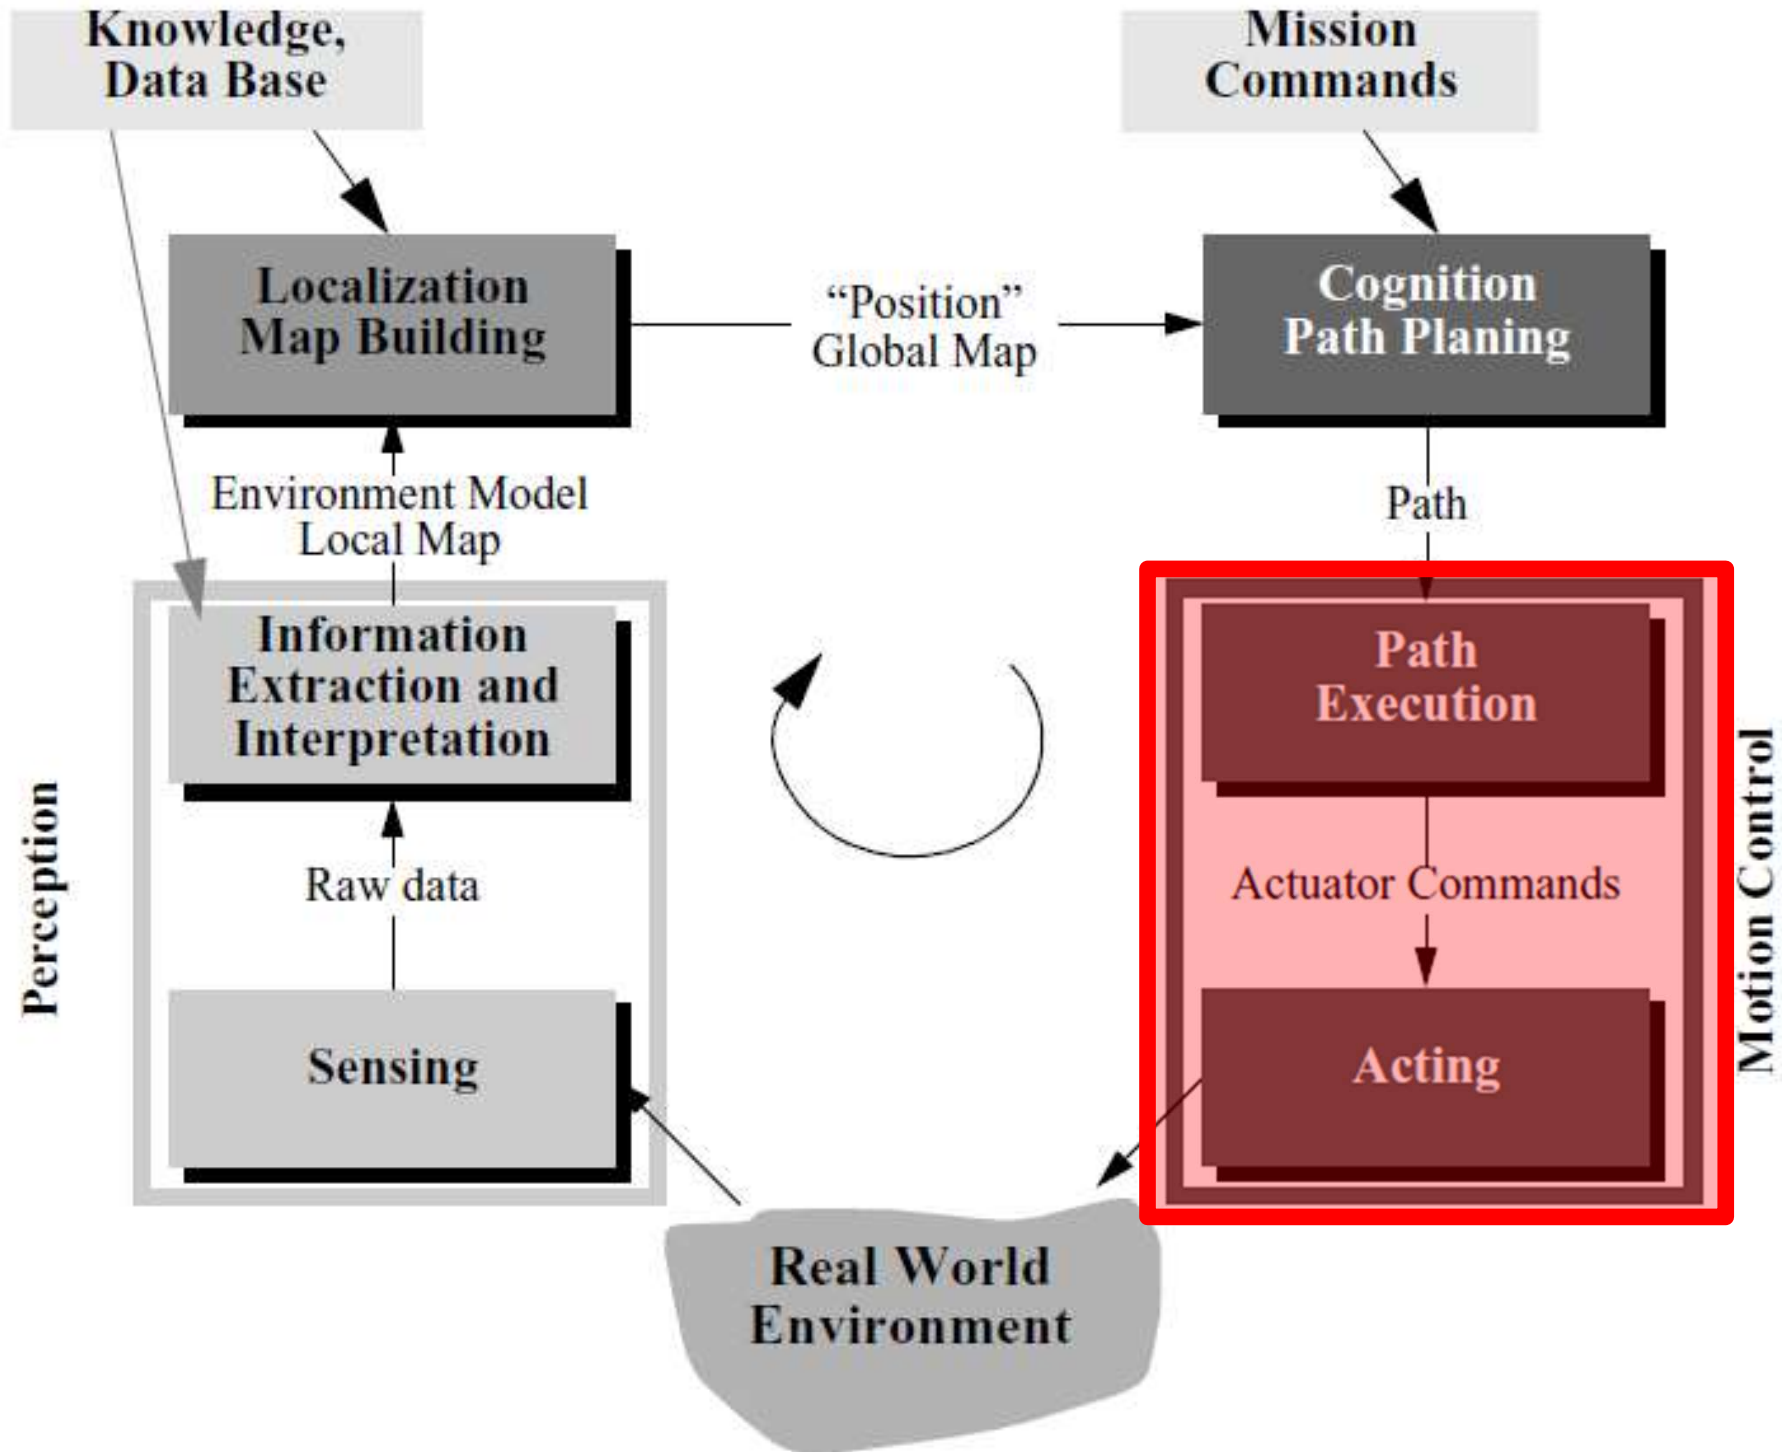 Knowledge,
Data Base
Mission
Commands
Localization
Map Building
“Position”
Global Map
Cognition
Path Planing
Environment Model
Local Map
Path
Information
Extraction and
Interpretation
Path
Execution
Perception
Raw data
Actuator Commands
Motion Control
Sensing
Acting
Real World
Environment